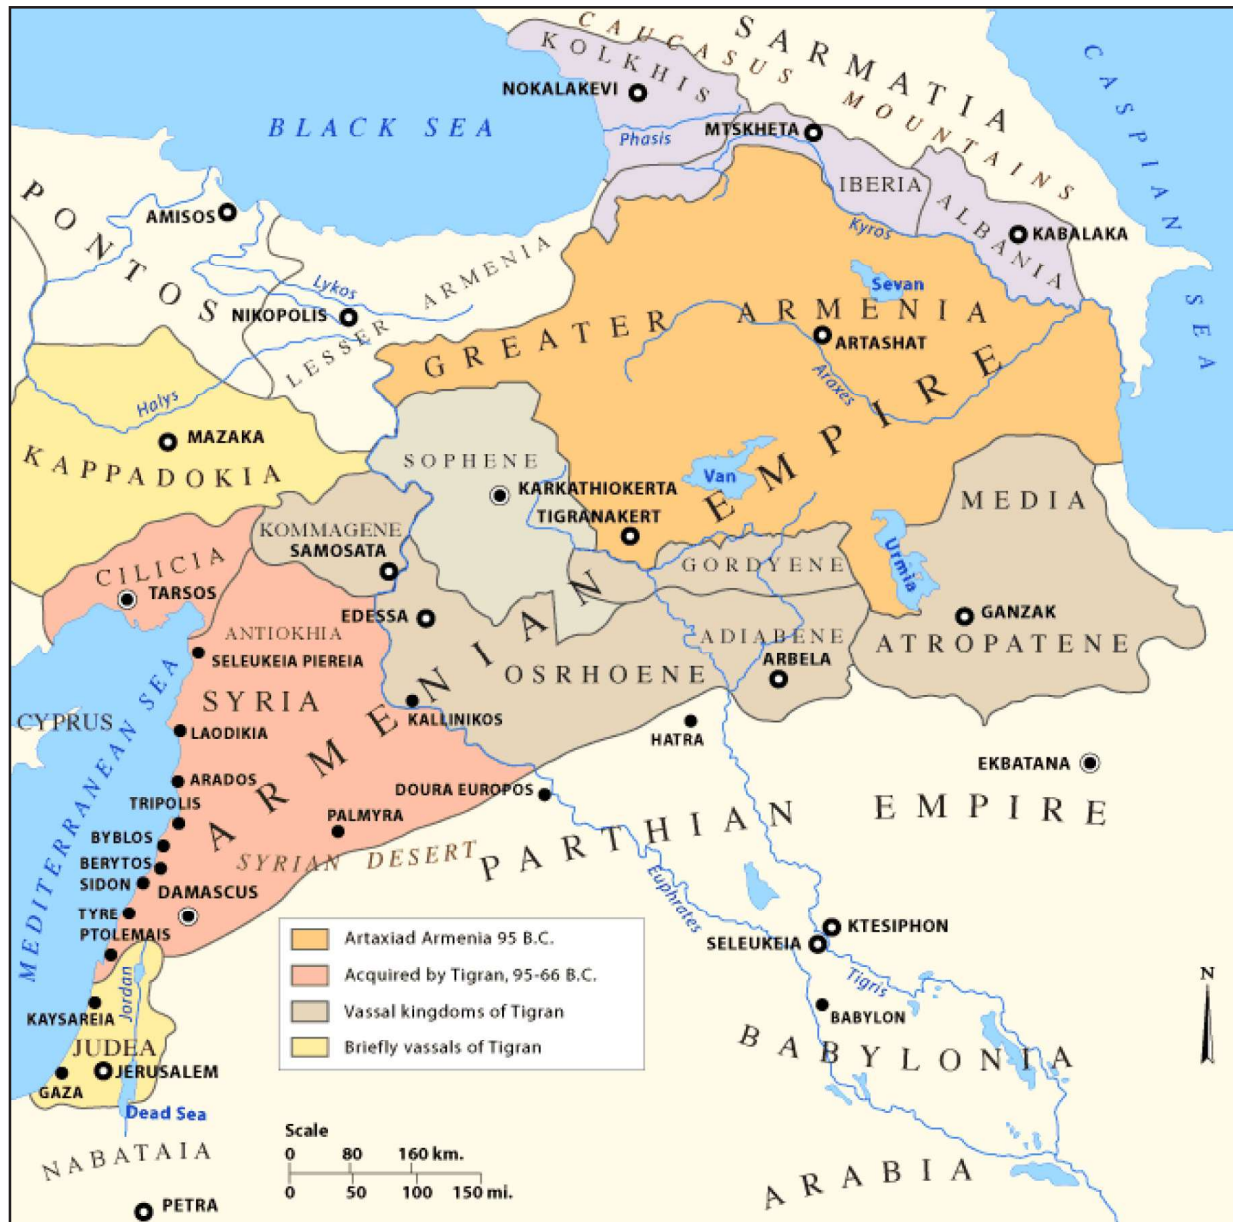 SARMATIA
CAUCASUS MOUNTAINS
CASPIAN SEA
KOLKHIS
NOKALAKEVI
BLACK SEA
Phasis
MTSKHETA
IBERIA
ALBANIA
KABALAKA
Kyros
PONTOS
AMISOS
Lykos
NIKOPOLIS
LESSER ARMENIA
GREATER ARMENIA
Sevan
ARTASHAT
Araxes
Halys
MAZAKA
KAPPADOKIA
SOPHENE
KARKATHIOKERTA
TIGRANAKERT
Van
ARMENIAN EMPIRE
MEDIA
ATROPATENE
Urmia
GANZAK
KOMMAGENE
SAMOSATA
GORDYENE
CILICIA
TARSOS
EDESSA
ADIABENE
ARBELA
OSRHOENE
ANTIOKHIA
SELEUKEIA PIEREIA
SYRIA
KALLINIKOS
CYPRUS
MEDITERRANEAN SEA
LAODIKIA
HATRA
EKBATANA
ARADOS
DOURA EUROPOS
TRIPOLIS
PALMYRA
PARTHIAN EMPIRE
BYBLOS
BERYTOS
SYRIAN DESERT
SIDON
DAMASCUS
Euphrates
TYRE
PTOLEMAIS
KTESIPHON
SELEUKEIA
Tigris
Jordan
KAYSAREIA
BABYLON
BABYLONIA
JUDEA
JERUSALEM
GAZA
Dead Sea
NABATAIA
PETRA
ARABIA
Artaxiad Armenia 95 B.C.
Acquired by Tigran, 95-66 B.C.
Vassal kingdoms of Tigran
Briefly vassals of Tigran
N
Scale
0 80 160 km.
0 50 100 150 mi.